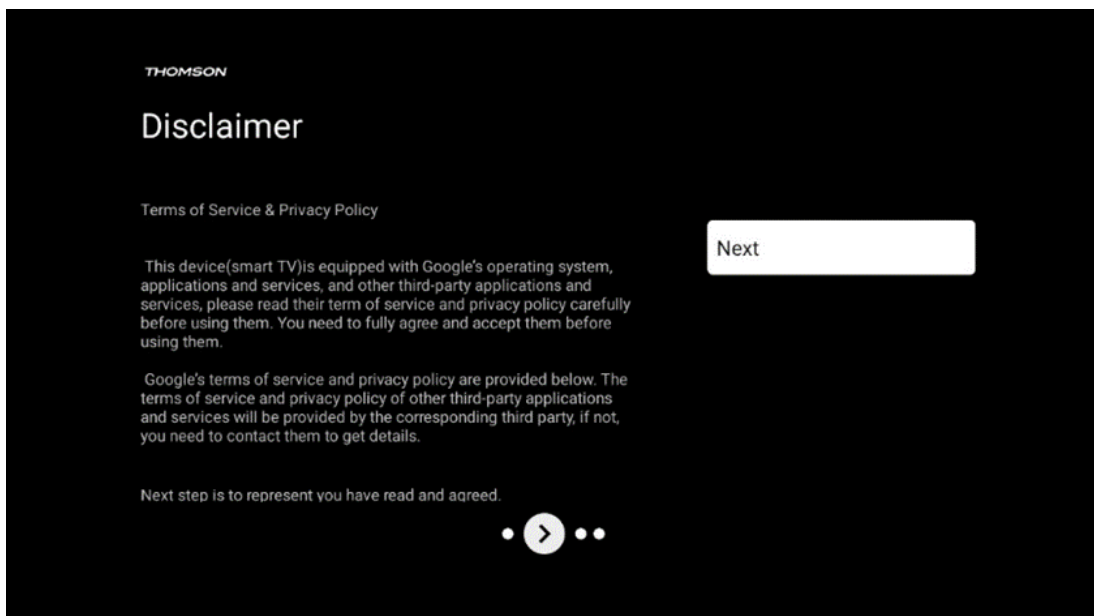 THOMSON
Disclaimer
Terms of Service & Privacy Policy
This device(smart TV)is equipped with Google's operating system,
applications and services, and other third-party applications and
services, please read their term of service and privacy policy carefully
before using them. You need to fully agree and accept them before
using them.
Google's terms of service and privacy policy are provided below. The
terms of service and privacy policy of other third-party applications
and services will be provided by the corresponding third party, if not,
you need to contact them to get details.
Next step is to represent you have read and agreed.
Next